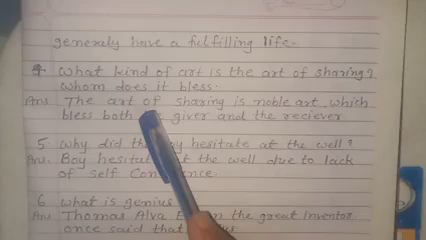 generaly have a fulfilling life.
4. What kind of art is the art of sharing?
whom does it bless.
Ans The art of sharing is noble art which
bless both giver and the reciever
5. Why did the hesitate at the well?
Ans. Boy at the well due to lack
of self
6 what is genius
Ans Thomas Alva the great inventor
once said that